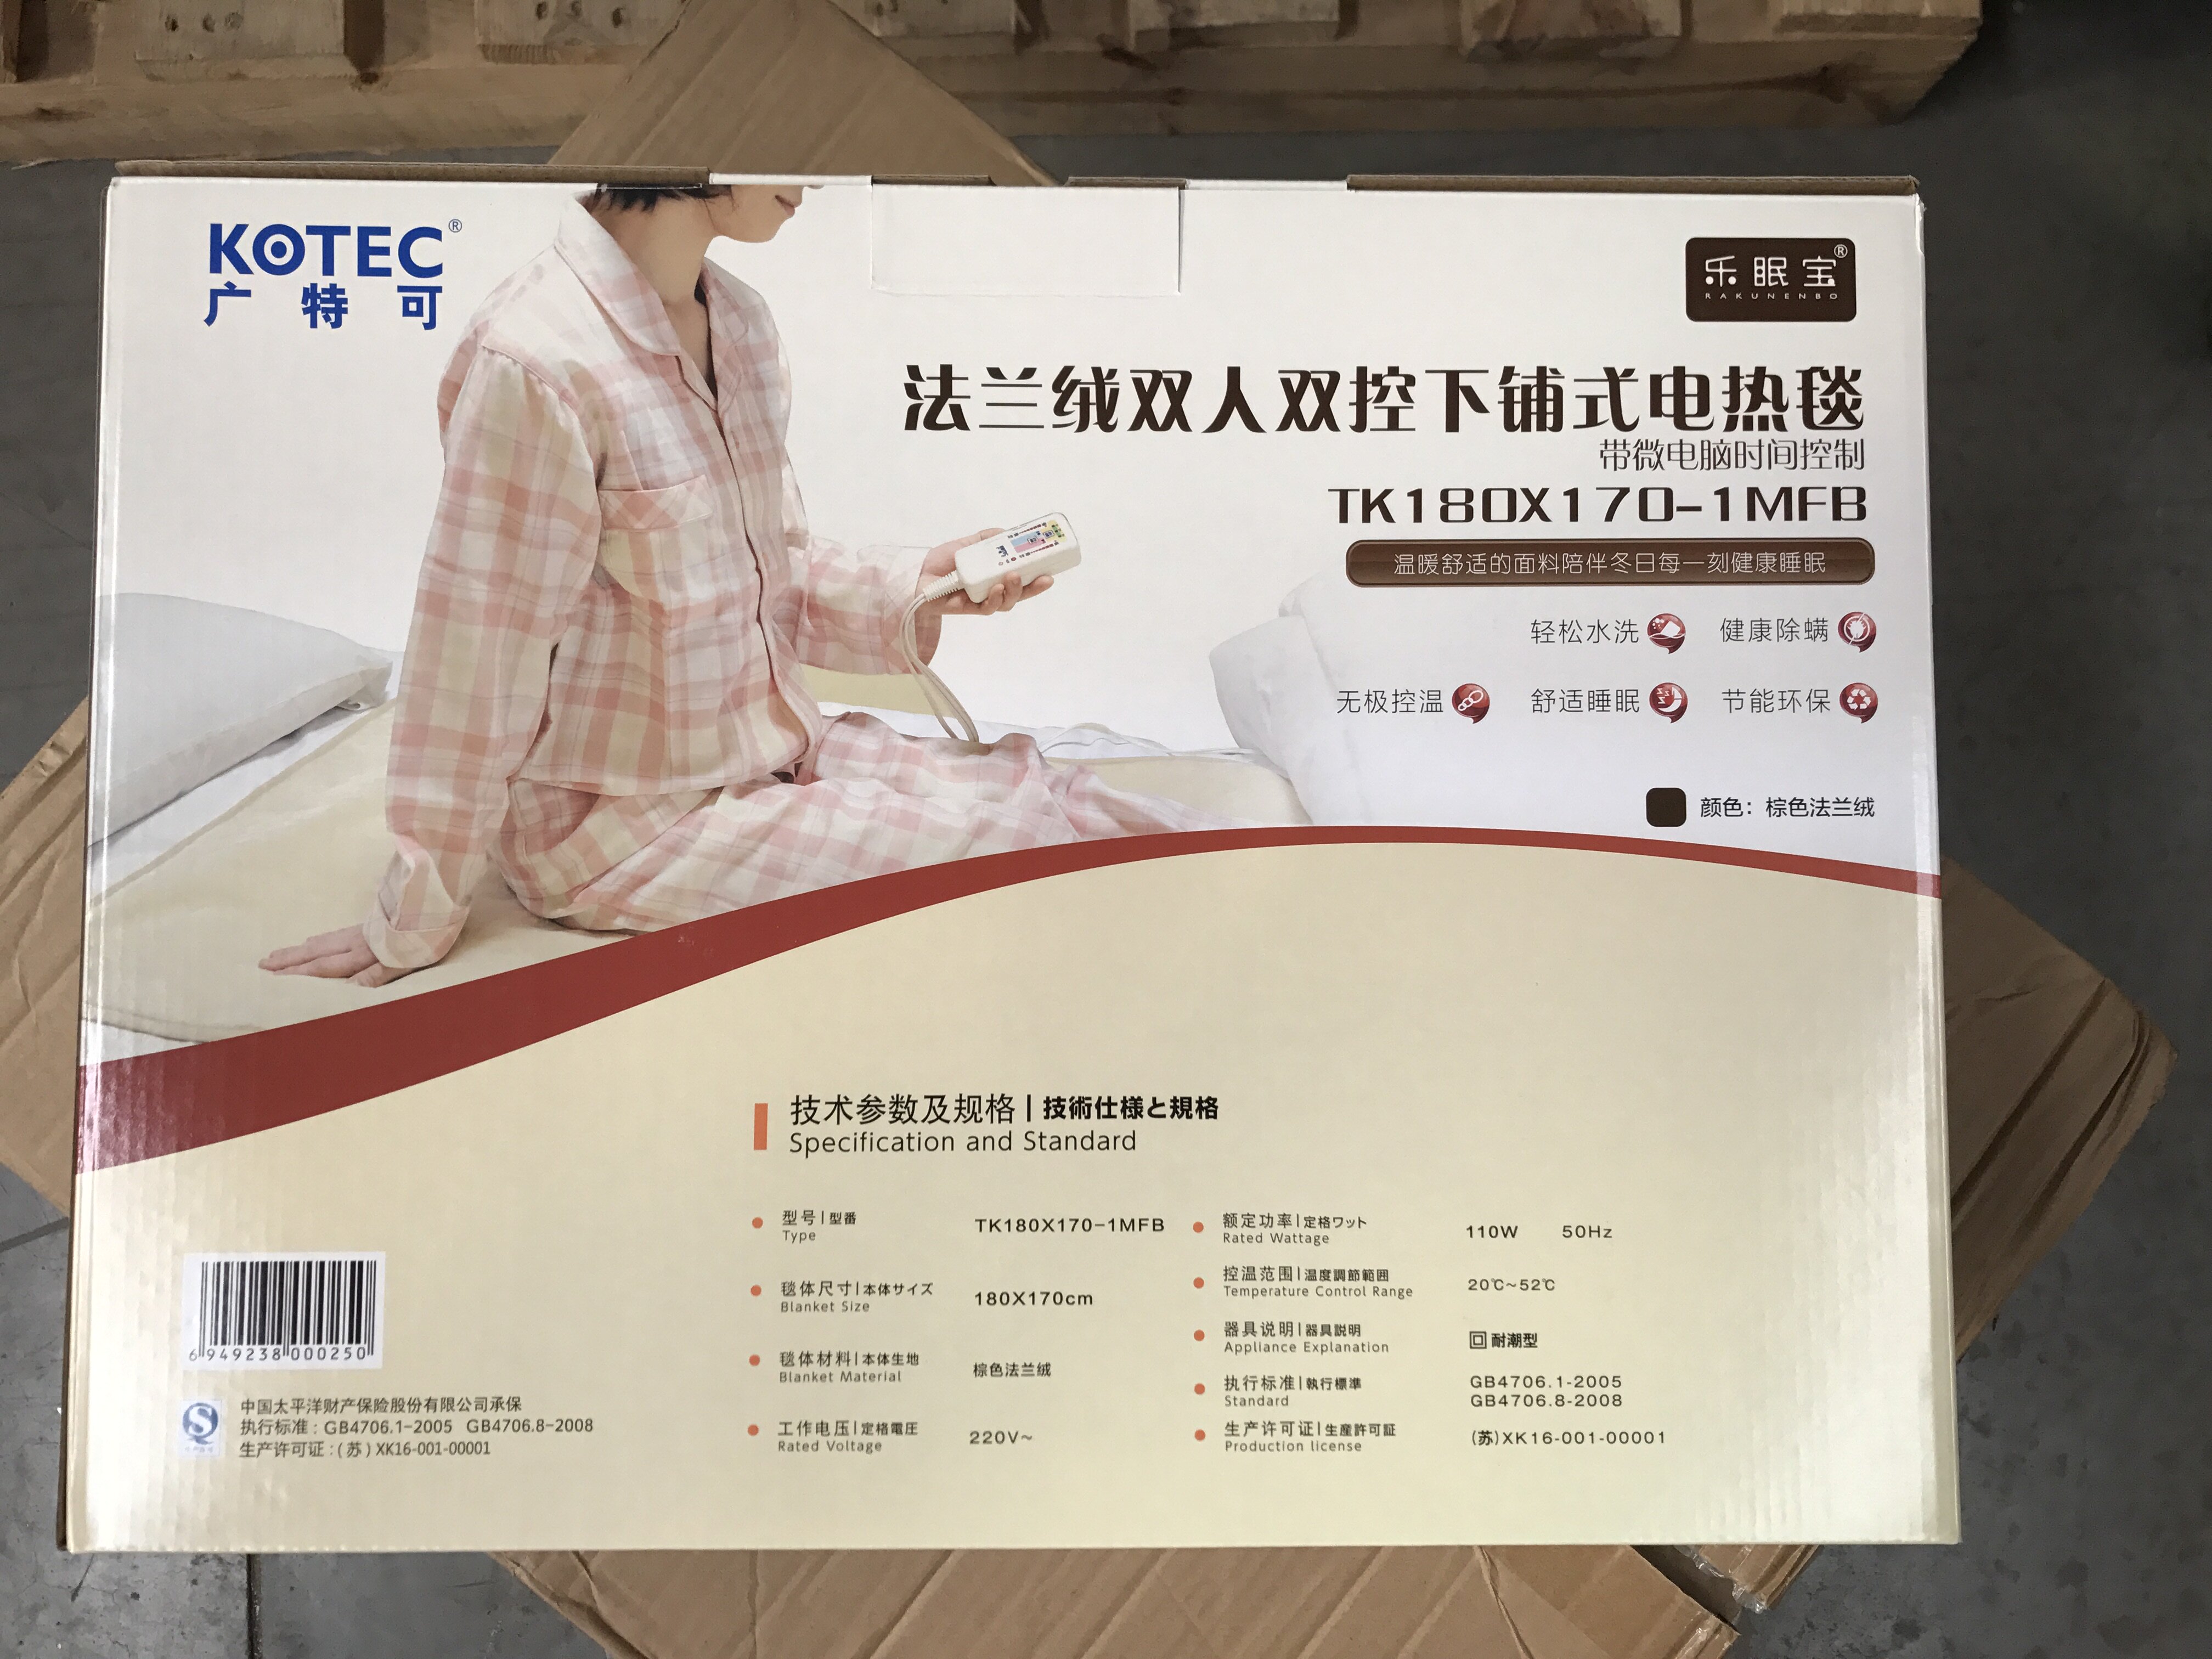 KOTEC®
广特可
乐眠宝®
RAKUNENBO
法兰绒双人双控下铺式电热毯
带微电脑时间控制
TK180X170-1MFB
温暖舒适的面料陪伴冬日每一刻健康睡眠
轻松水洗 健康除螨
无极控温 舒适睡眠 节能环保
颜色：棕色法兰绒
技术参数及规格|技術仕様と規格
Specification and Standard
型号|型番
Type
TK180X170-1MFB
毯体尺寸|本体サイズ
Blanket Size
180X170cm
毯体材料|本体生地
Blanket Material
棕色法兰绒
工作电压|定格電圧
Rated Voltage
220V~
额定功率|定格ワット
Rated Wattage
110W 50Hz
控温范围|温度調節範囲
Temperature Control Range
20℃~52℃
器具说明|器具説明
Appliance Explanation
耐潮型
执行标准|執行標準
Standard
GB4706.1-2005
GB4706.8-2008
生产许可证|生産許可証
Production license
(苏)XK16-001-00001
6 949238 000250
中国太平洋财产保险股份有限公司承保
执行标准：GB4706.1-2005 GB4706.8-2008
生产许可证：(苏) XK16-001-00001